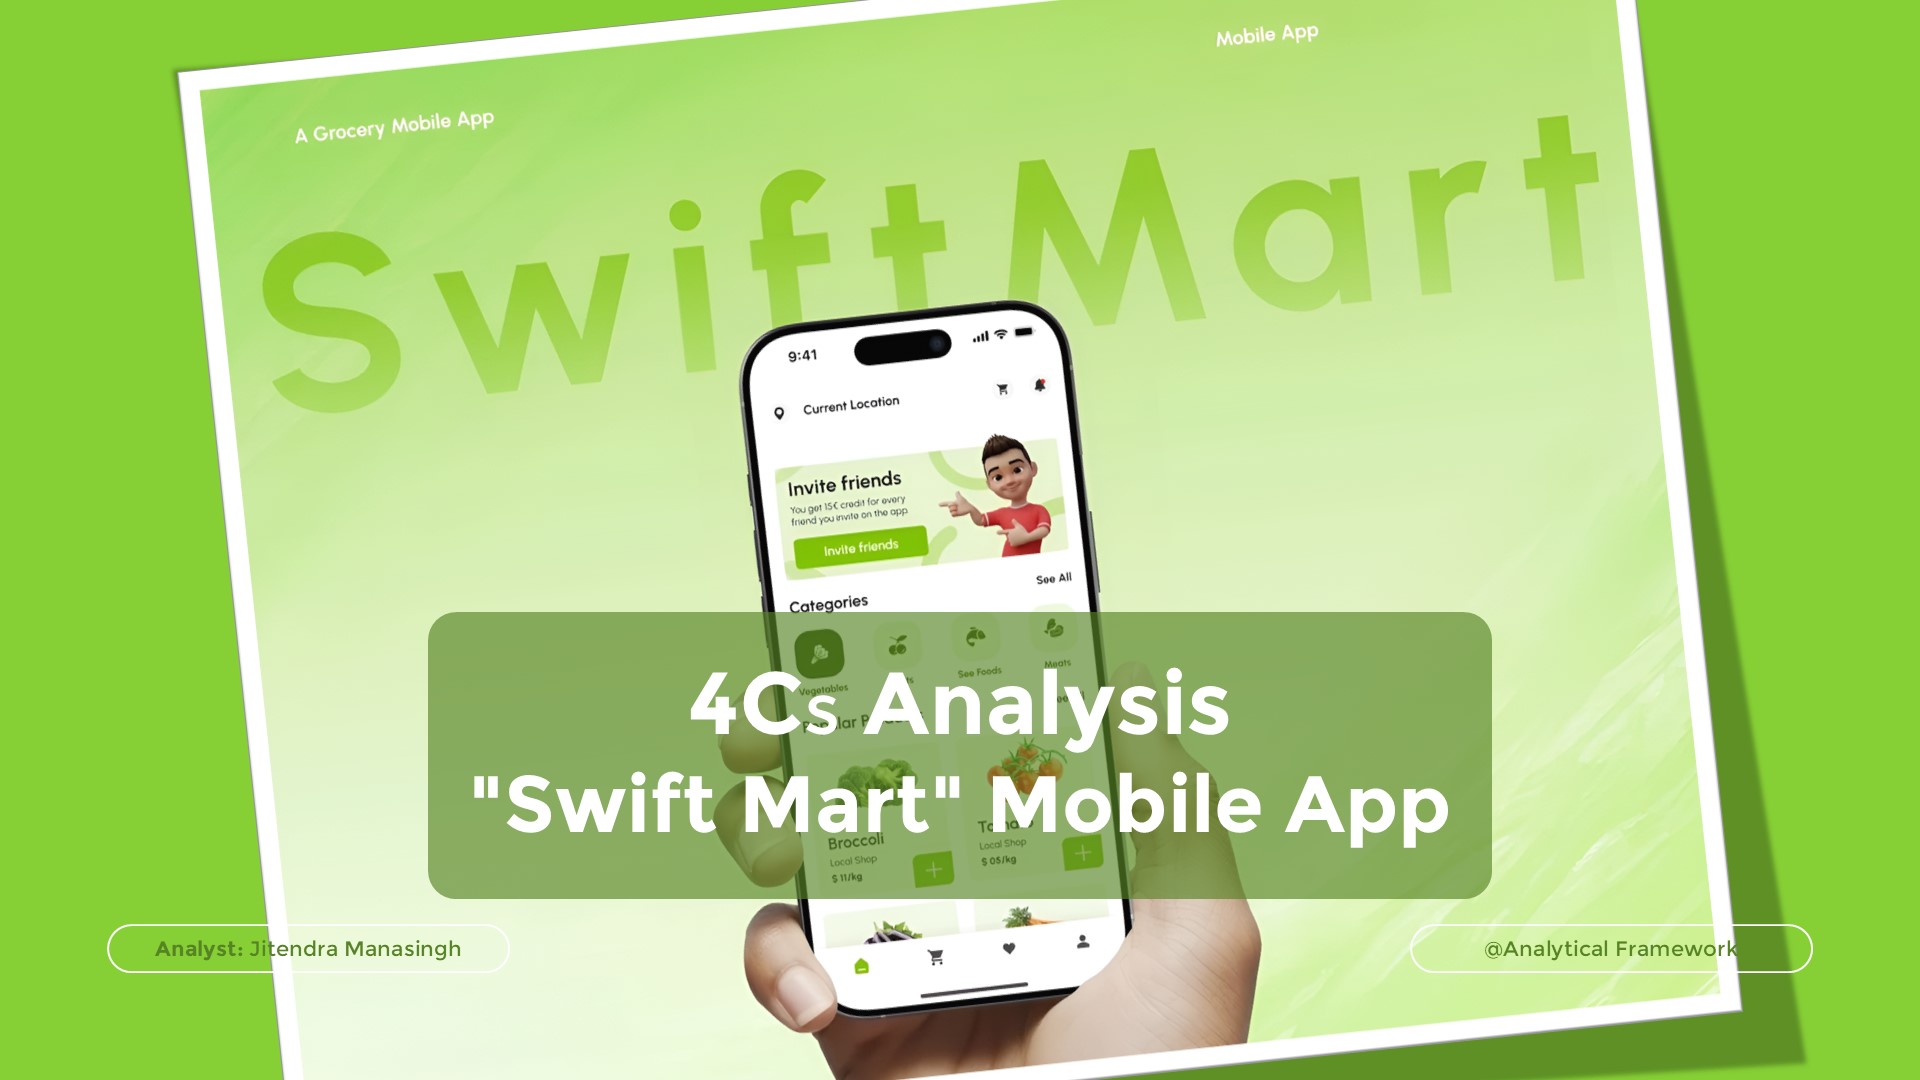 Mobile App
A Grocery Mobile App
SwiftMart
9:41
Current Location
Invite friends
You get 15€ credit for every
friend you invite on the app
Invite friends
See All
Categories
Vegetables
See Foods
Meats
4Cs Analysis
"Swift Mart" Mobile App
Broccoli
Local Shop
$ 11/kg
Local Shop
$ 05/kg
Analyst: Jitendra Manasingh
@Analytical Framework